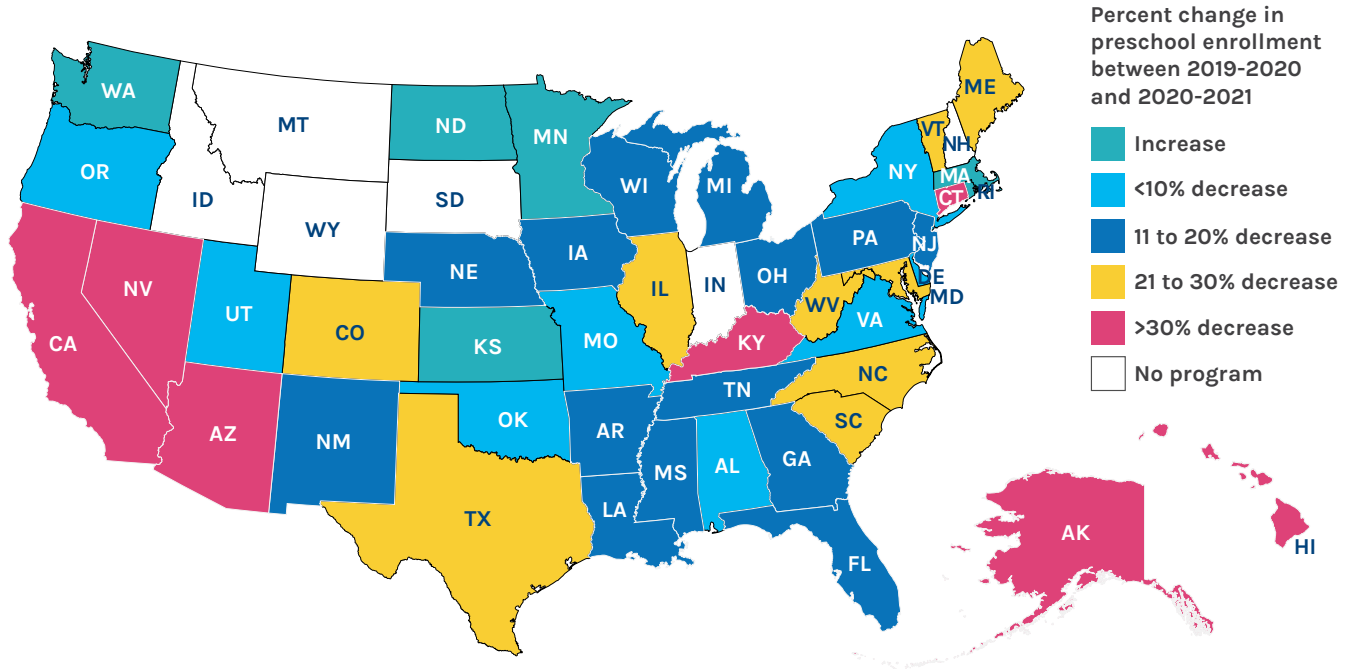 Percent change in
preschool enrollment
between 2019-2020
and 2020-2021
Increase
<10% decrease
11 to 20% decrease
21 to 30% decrease
>30% decrease
No program
WA
MT
ND
MN
ME
VT
NH
OR
ID
SD
WI
MI
NY
MA
CT
RI
WY
NE
IA
PA
NJ
NV
UT
CO
IL
IN
OH
DE
MD
WV
VA
CA
KS
MO
KY
AZ
NM
OK
AR
TN
NC
SC
MS
AL
GA
TX
LA
FL
AK
HI